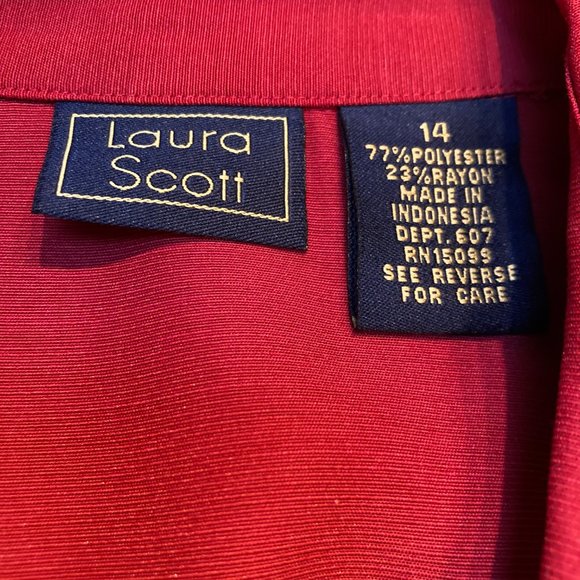 Laura
Scott
14
77%POLYESTER
23%RAYON
MADE IN
INDONESIA
DEPT. 607
RN15099
SEE REVERSE
FOR CARE